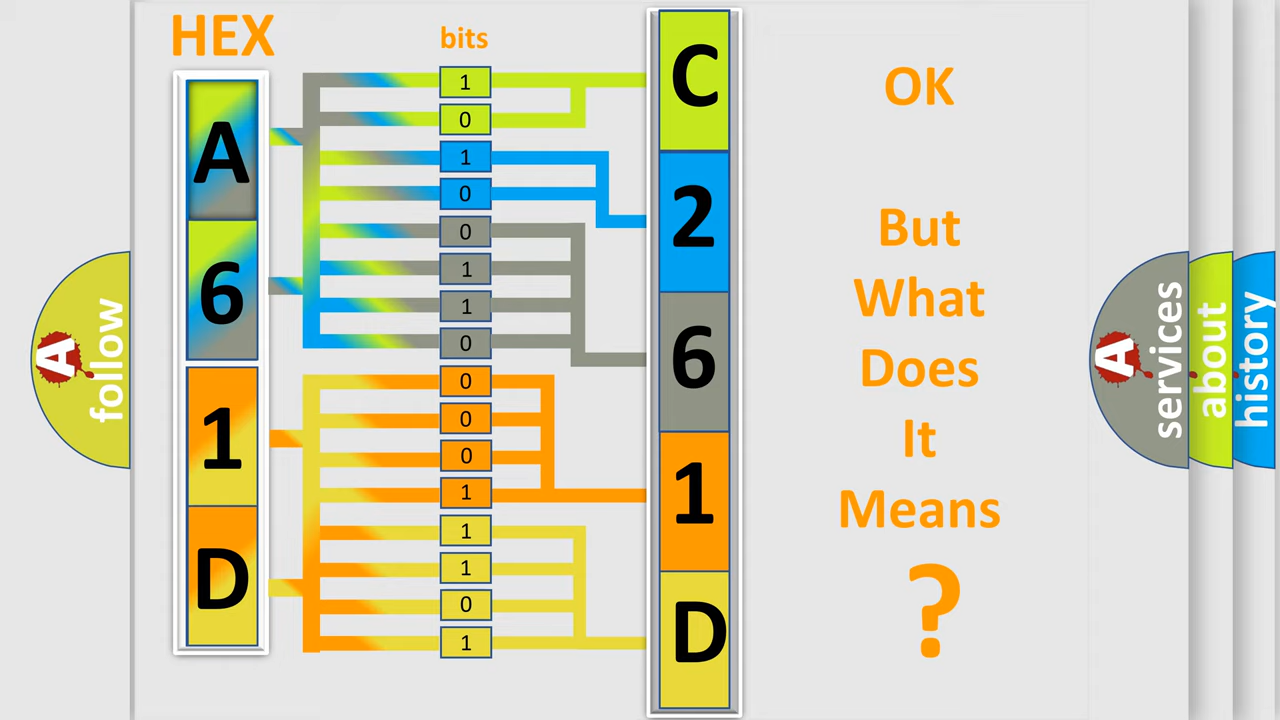 HEX
bits
A
6
1
D
1
0
1
0
0
1
1
0
0
0
0
1
1
1
0
1
C
2
6
1
D
OK
But
What
Does
It
Means
?
A
follow
A
services
about
history